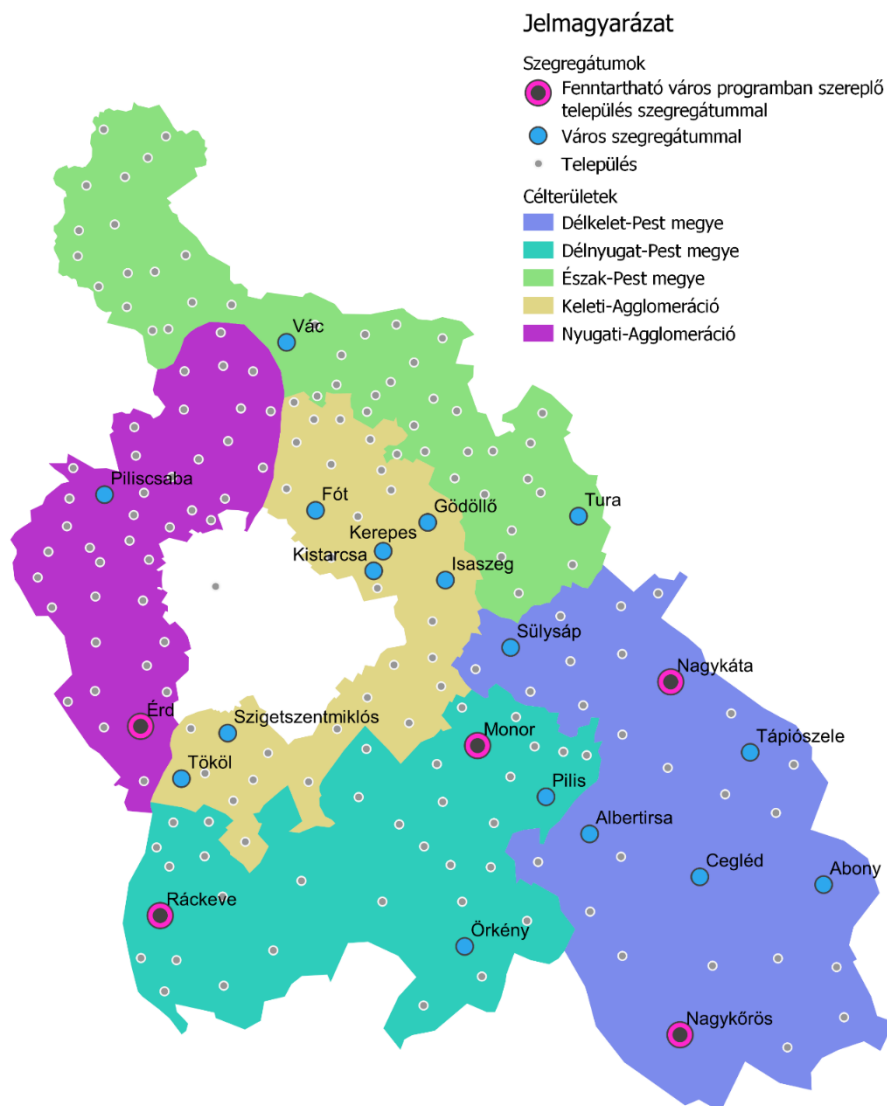 Jelmagyarázat
Szegregátumok
Fenntartható város programban szereplő
település szegregátummal
Város szegregátummal
Település
Célterületek
Délkelet-Pest megye
Délnyugat-Pest megye
Észak-Pest megye
Keleti-Agglomeráció
Nyugati-Agglomeráció
Vác
Piliscsaba
Fót
Gödöllő
Tura
Kerepes
Kistarcsa
Isaszeg
Sülysáp
Nagykáta
Érd
Szigetszentmiklós
Monor
Tápiószele
Tököl
Pilis
Albertirsa
Cegléd
Abony
Ráckeve
Örkény
Nagykőrös